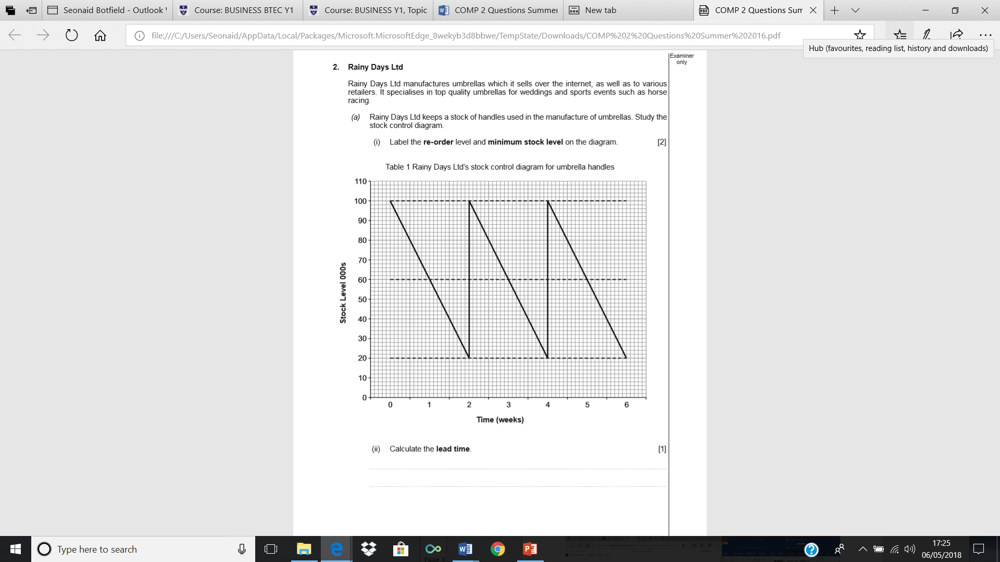 Seonaid Botfield - Outlook
Course: BUSINESS BTEC Y1
Course: BUSINESS Y1, Topic
COMP 2 Questions Summer
New tab
PDF
COMP 2 Questions Sum
file:///C:/Users/Seonaid/AppData/Local/Packages/Microsoft.MicrosoftEdge_8wekyb3d8bbwe/TempState/Downloads/COMP%202%20Questions%20Summer%202016.pdf
Hub (favourites, reading list, history and downloads)
Examiner
only
2. Rainy Days Ltd
Rainy Days Ltd manufactures umbrellas which it sells over the internet, as well as to various
retailers. It specialises in top quality umbrellas for weddings and sports events such as horse
racing.
(a) Rainy Days Ltd keeps a stock of handles used in the manufacture of umbrellas. Study the
stock control diagram.
(i) Label the re-order level and minimum stock level on the diagram. [2]
Table 1 Rainy Days Ltd's stock control diagram for umbrella handles
110
100
90
80
70
60
50
40
30
20
10
0
Stock Level 000s
0 1 2 3 4 5 6
Time (weeks)
(ii) Calculate the lead time. [1]
Type here to search
Page 3
17:25
06/05/2018